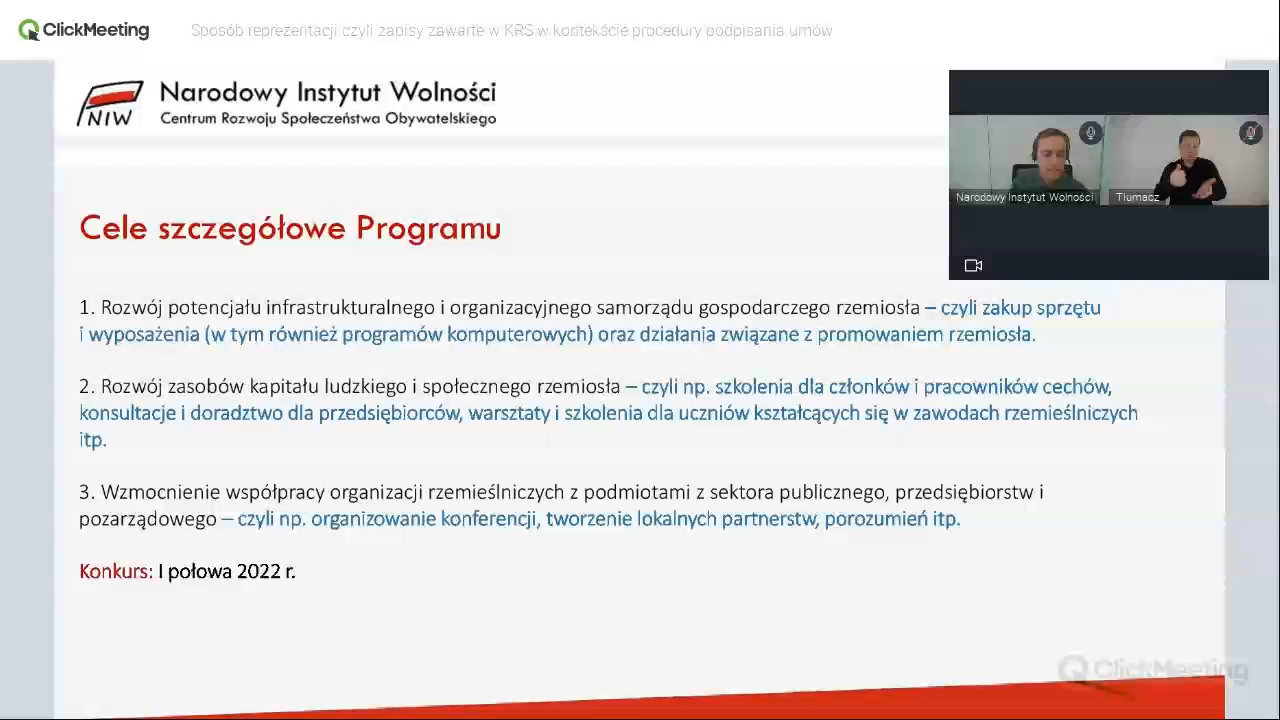 ClickMeeting
Sposób reprezentacji czyli zapisy zawarte w KRS w kontekście procedury podpisania umów
NIW
Narodowy Instytut Wolności
Centrum Rozwoju Społeczeństwa Obywatelskiego
Narodowy Instytut Wolności
Tłumacz
Cele szczegółowe Programu
1. Rozwój potencjału infrastrukturalnego i organizacyjnego samorządu gospodarczego rzemiosła – czyli zakup sprzętu
i wyposażenia (w tym również programów komputerowych) oraz działania związane z promowaniem rzemiosła.
2. Rozwój zasobów kapitału ludzkiego i społecznego rzemiosła – czyli np. szkolenia dla członków i pracowników cechów,
konsultacje i doradztwo dla przedsiębiorców, warsztaty i szkolenia dla uczniów kształcących się w zawodach rzemieślniczych
itp.
3. Wzmocnienie współpracy organizacji rzemieślniczych z podmiotami z sektora publicznego, przedsiębiorstw i
pozarządowego – czyli np. organizowanie konferencji, tworzenie lokalnych partnerstw, porozumień itp.
Konkurs: I połowa 2022 r.
ClickMeeting